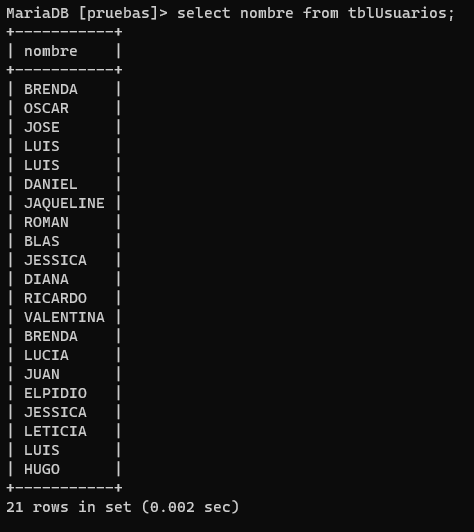 MariaDB [pruebas]> select nombre from tblUsuarios;
+-----------+
| nombre    |
+-----------+
| BRENDA    |
| OSCAR     |
| JOSE      |
| LUIS      |
| LUIS      |
| DANIEL    |
| JAQUELINE |
| ROMAN     |
| BLAS      |
| JESSICA   |
| DIANA     |
| RICARDO   |
| VALENTINA |
| BRENDA    |
| LUCIA     |
| JUAN      |
| ELPIDIO   |
| JESSICA   |
| LETICIA   |
| LUIS      |
| HUGO      |
+-----------+
21 rows in set (0.002 sec)